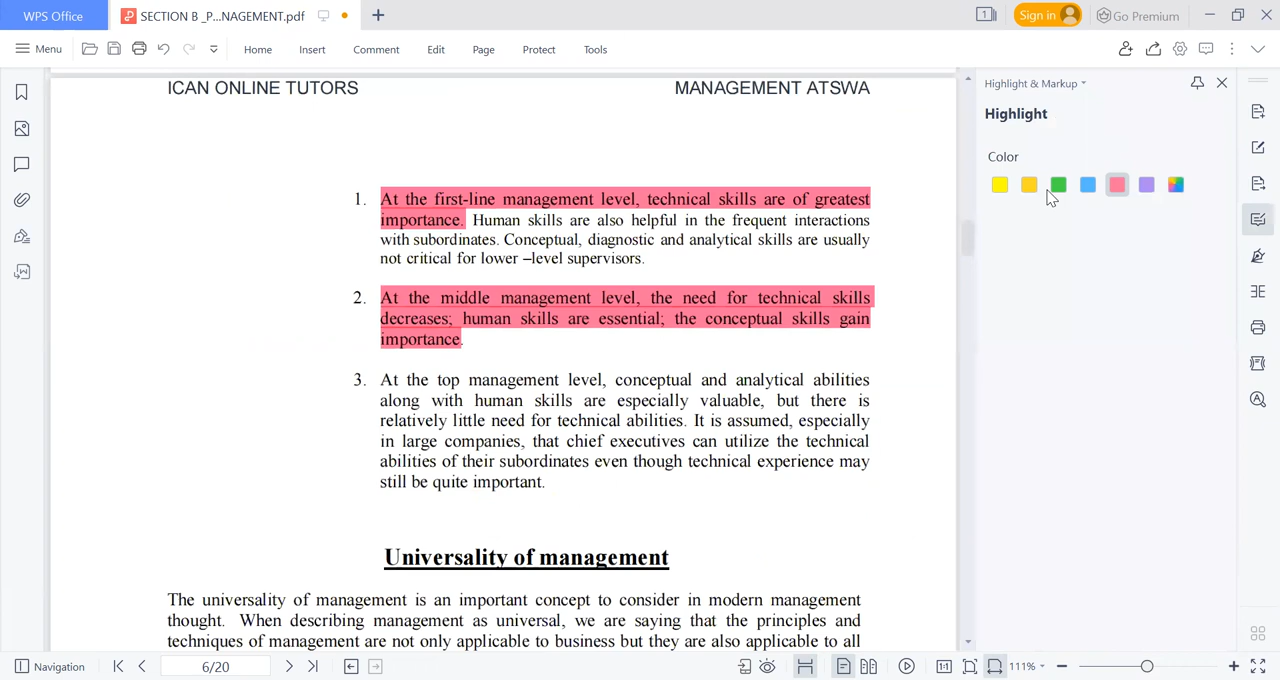 WPS Office
SECTION B _P...NAGEMENT.pdf
Sign in
Go Premium
Menu
Home
Insert
Comment
Edit
Page
Protect
Tools
ICAN ONLINE TUTORS
MANAGEMENT ATSWA
Highlight & Markup
Highlight
Color
1. At the first-line management level, technical skills are of greatest
importance. Human skills are also helpful in the frequent interactions
with subordinates. Conceptual, diagnostic and analytical skills are usually
not critical for lower –level supervisors.
2. At the middle management level, the need for technical skills
decreases; human skills are essential; the conceptual skills gain
importance.
3. At the top management level, conceptual and analytical abilities
along with human skills are especially valuable, but there is
relatively little need for technical abilities. It is assumed, especially
in large companies, that chief executives can utilize the technical
abilities of their subordinates even though technical experience may
still be quite important.
Universality of management
The universality of management is an important concept to consider in modern management
thought. When describing management as universal, we are saying that the principles and
techniques of management are not only applicable to business but they are also applicable to all
Navigation
6/20
1:1
111%